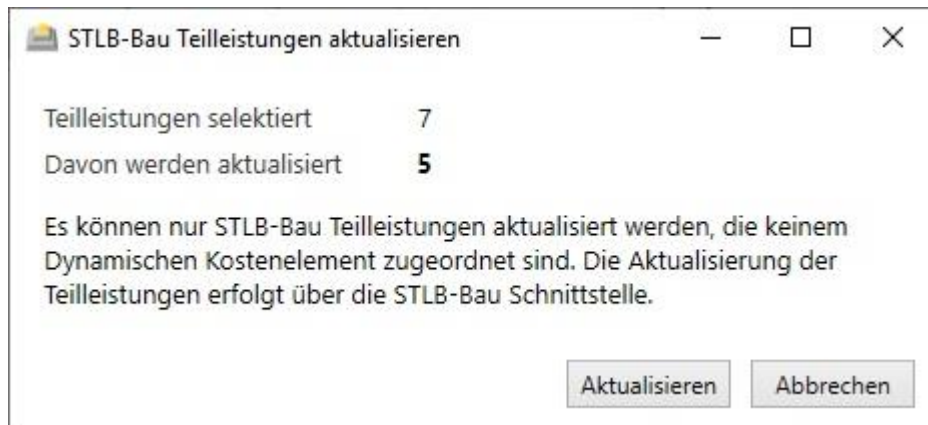 STLB-Bau Teilleistungen aktualisieren
Teilleistungen selektiert 7
Davon werden aktualisiert 5
Es können nur STLB-Bau Teilleistungen aktualisiert werden, die keinem
Dynamischen Kostenelement zugeordnet sind. Die Aktualisierung der
Teilleistungen erfolgt über die STLB-Bau Schnittstelle.
Aktualisieren Abbrechen